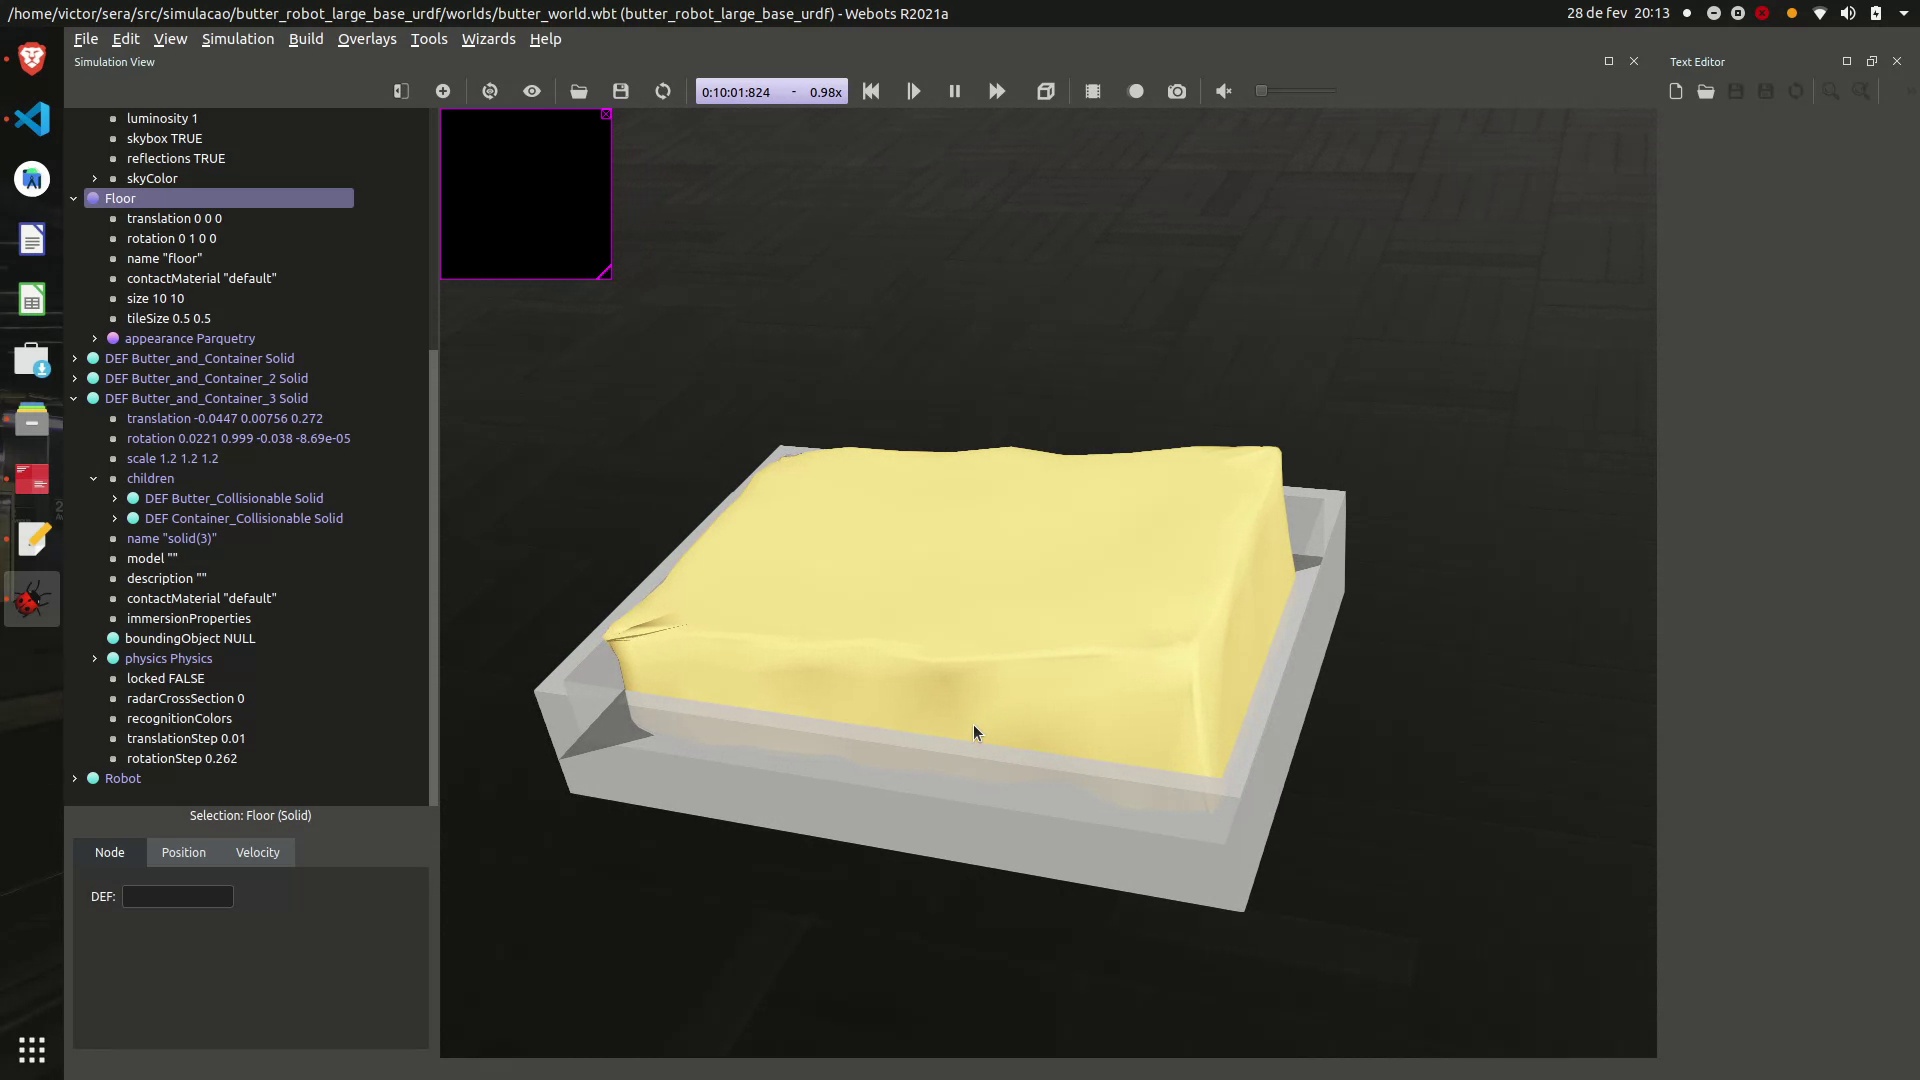 /home/victor/sera/src/simulacao/butter_robot_large_base_urdf/worlds/butter_world.wbt (butter_robot_large_base_urdf) - Webots R2021a
28 de fev 20:13
File Edit View Simulation Build Overlays Tools Wizards Help
Simulation View
Text Editor
0:10:01:824 - 0.98x
luminosity 1
skybox TRUE
reflections TRUE
skyColor
Floor
translation 0 0 0
rotation 0 1 0 0
name "floor"
contactMaterial "default"
size 10 10
tileSize 0.5 0.5
appearance Parquetry
DEF Butter_and_Container Solid
DEF Butter_and_Container_2 Solid
DEF Butter_and_Container_3 Solid
translation -0.0447 0.00756 0.272
rotation 0.0221 0.999 -0.038 -8.69e-05
scale 1.2 1.2 1.2
children
DEF Butter_Collisionable Solid
DEF Container_Collisionable Solid
name "solid(3)"
model ""
description ""
contactMaterial "default"
immersionProperties
boundingObject NULL
physics Physics
locked FALSE
radarCrossSection 0
recognitionColors
translationStep 0.01
rotationStep 0.262
Robot
Selection: Floor (Solid)
Node Position Velocity
DEF: